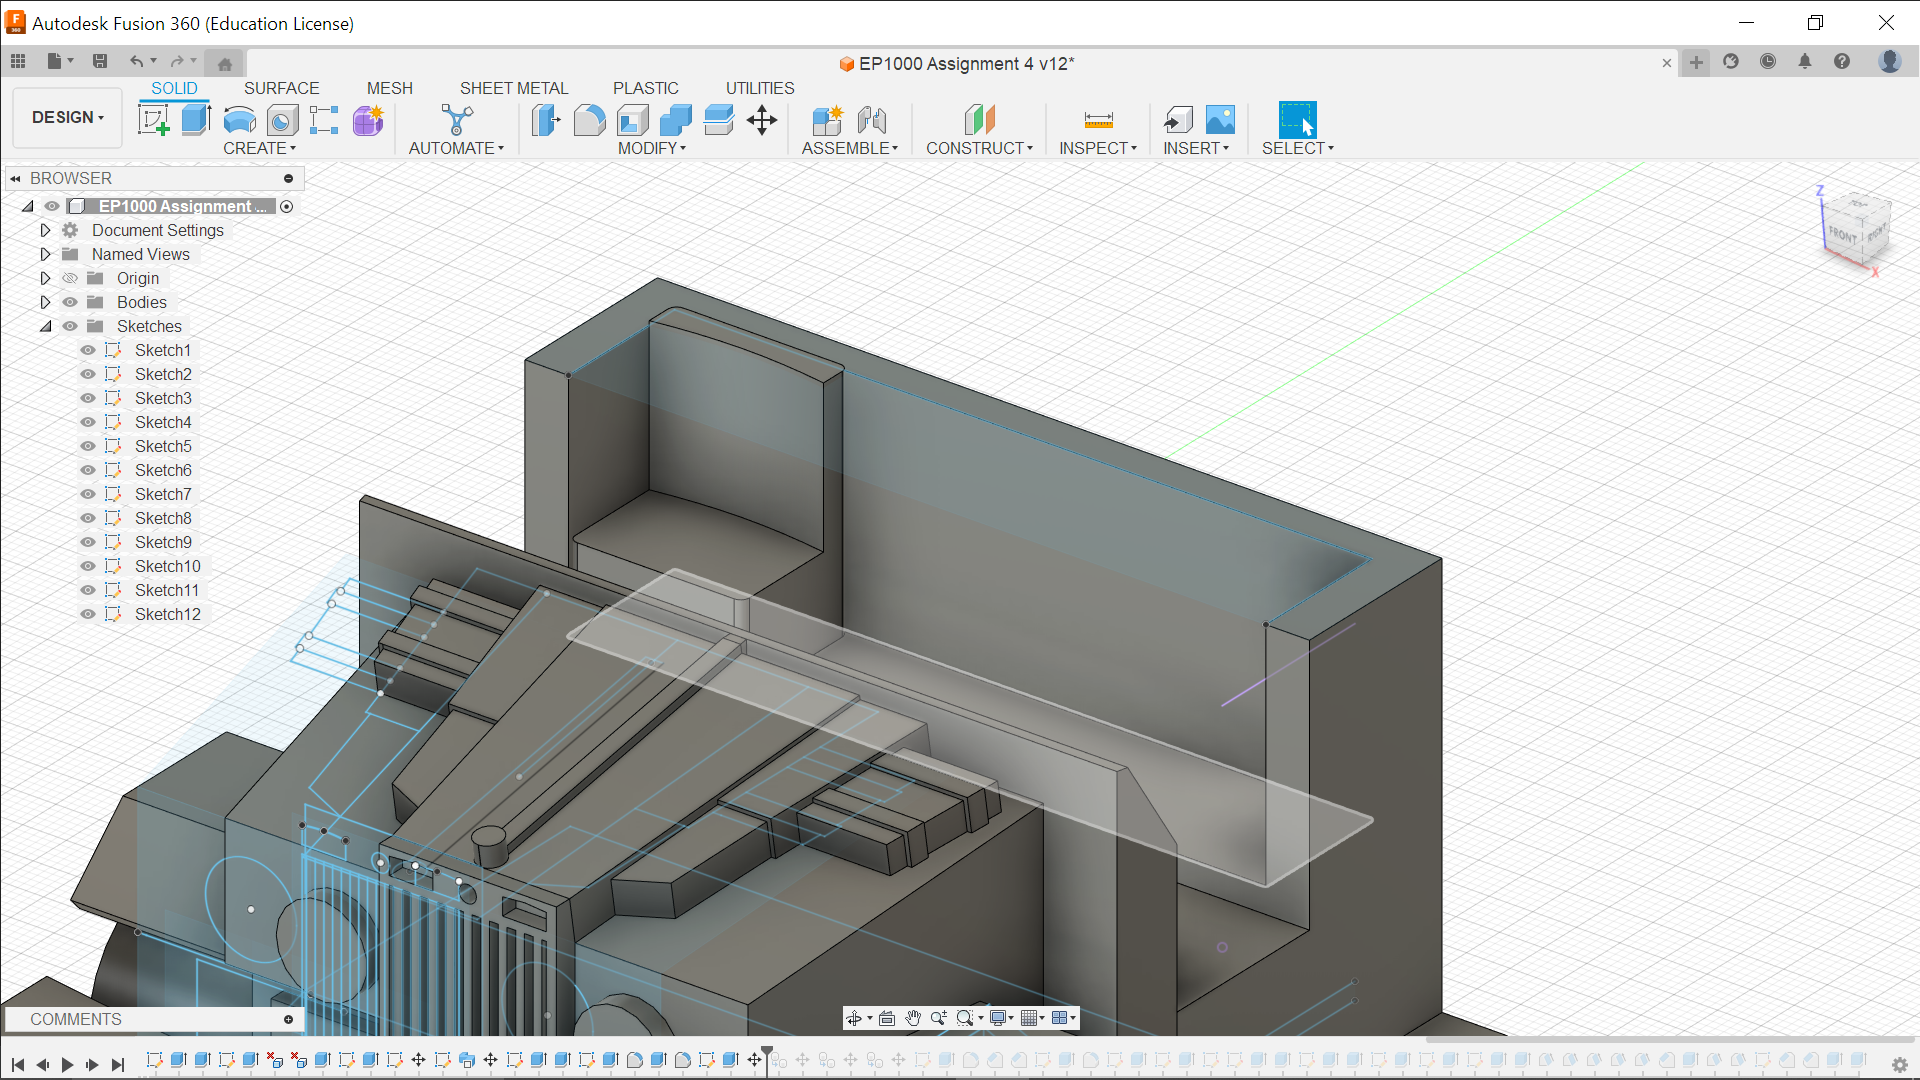 Autodesk Fusion 360 (Education License)
EP1000 Assignment 4 v12*
SOLID SURFACE MESH SHEET METAL PLASTIC UTILITIES
DESIGN
CREATE AUTOMATE MODIFY ASSEMBLE CONSTRUCT INSPECT INSERT SELECT
BROWSER
EP1000 Assignment ...
Document Settings
Named Views
Origin
Bodies
Sketches
Sketch1
Sketch2
Sketch3
Sketch4
Sketch5
Sketch6
Sketch7
Sketch8
Sketch9
Sketch10
Sketch11
Sketch12
Z
TOP
FRONT
RIGHT
X
COMMENTS